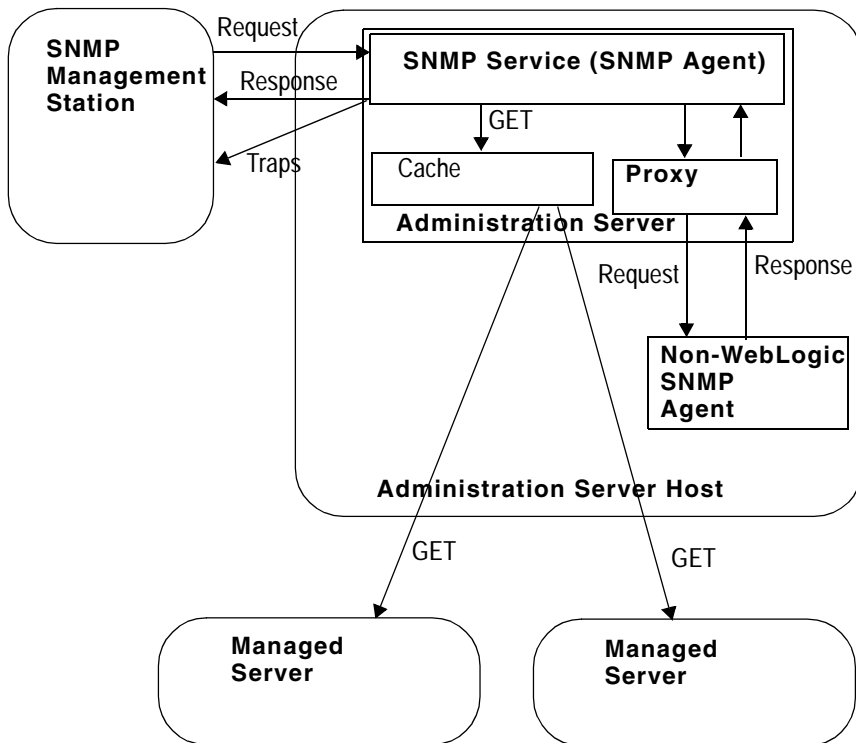 SNMP
Management
Station
Request
Response
Traps
SNMP Service (SNMP Agent)
GET
Cache
Proxy
Administration Server
Request
Response
Non-WebLogic
SNMP
Agent
Administration Server Host
GET
GET
Managed
Server
Managed
Server